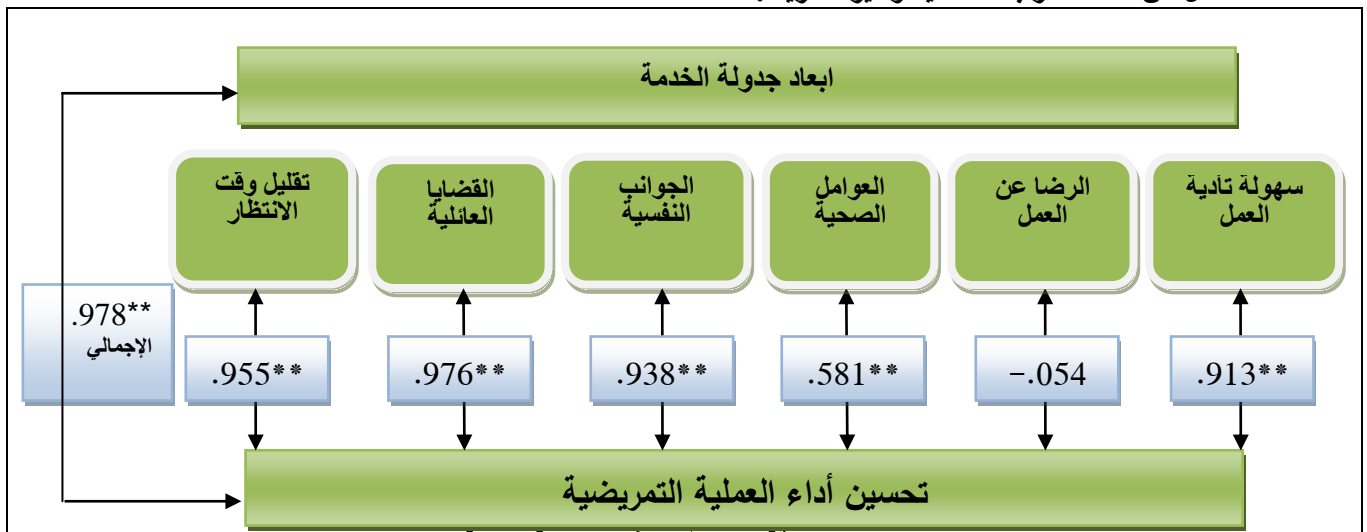 ابعاد جدولة الخدمة
سهولة تأدية
العمل
الرضا عن
العمل
العوامل
الصحية
الجوانب
النفسية
القضايا
العائلية
تقليل وقت
الانتظار
.913**
-.054
.581**
.938**
.976**
.955**
.978**
الإجمالي
تحسين أداء العملية التمريضية